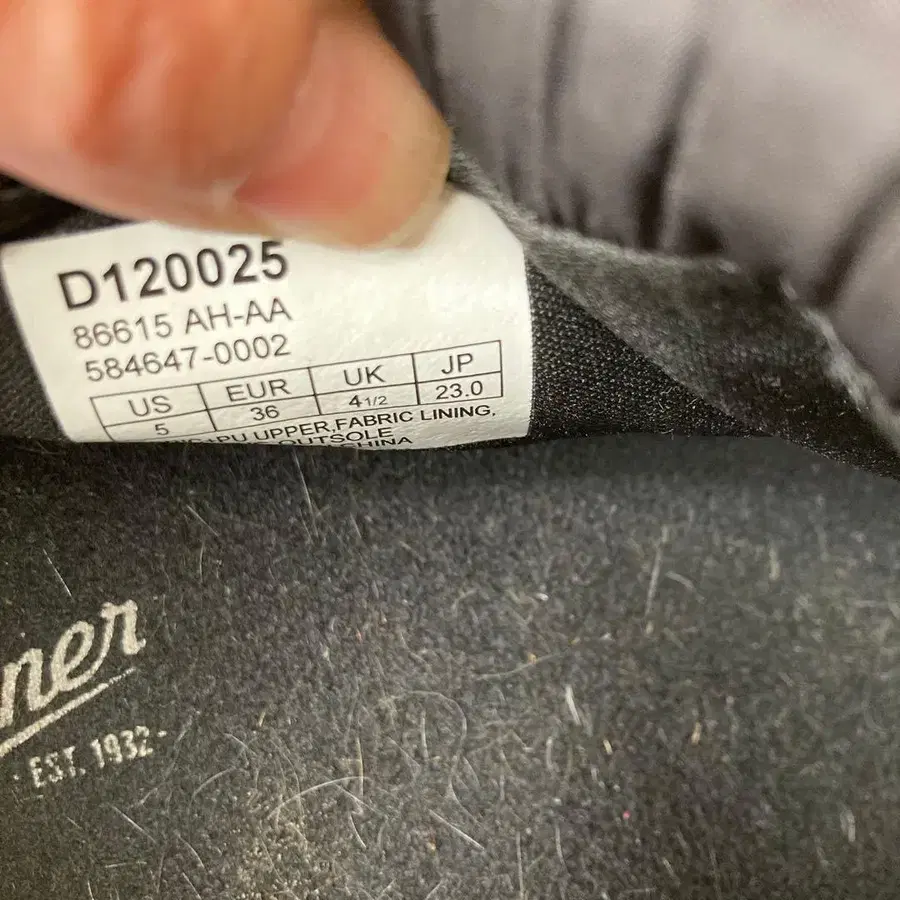 D120025
86615 AH-AA
584647-0002
US EUR UK JP
5 36 4 1/2 23.0
PU UPPER, FABRIC LINING,
OUTSOLE
CHINA
ner
· EST. 1932 ·